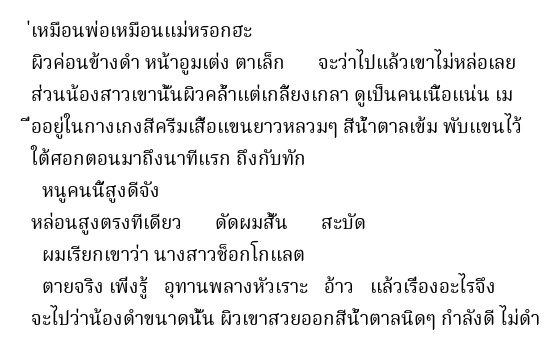 ่เหมือนพ่อเหมือนแม่หรอกฮะ
ผิวค่อนข้างดำ หน้าอูมเต่ง ตาเล็ก จะว่าไปแล้วเขาไม่หล่อเลย
ส่วนน้องสาวเขานั้นผิวคล้ำแต่เกลี้ยงเกลา ดูเป็นคนเนื้อแน่น เม
ื่ออยู่ในกางเกงสีครีมเสื้อแขนยาวหลวมๆ สีน้ำตาลเข้ม พับแขนไว้
ใต้ศอกตอนมาถึงนาทีแรก ถึงกับทัก
หนูคนนี้สูงดีจัง
หล่อนสูงตรงทีเดียว ดัดผมสั้น สะบัด
ผมเรียกเขาว่า นางสาวช็อกโกแลต
ตายจริง เพิ่งรู้ อุทานพลางหัวเราะ อ้าว แล้วเรื่องอะไรจึง
จะไปว่าน้องดำขนาดนั้น ผิวเขาสวยออกสีน้ำตาลนิดๆ กำลังดี ไม่ดำ